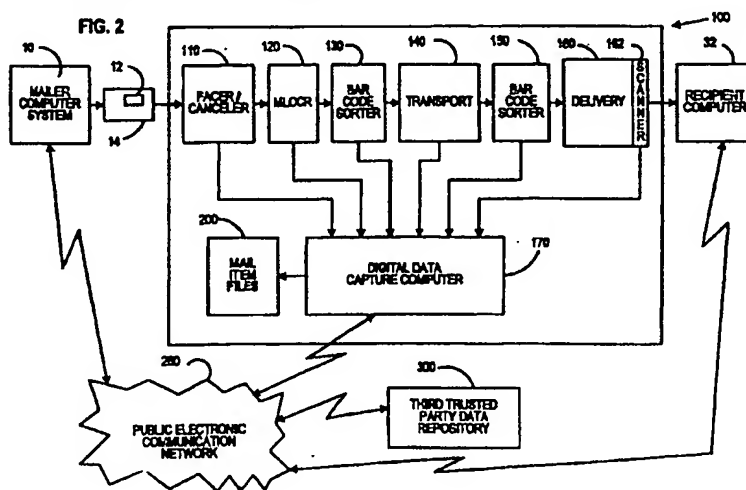 FIG. 2
100
10
MAILER
COMPUTER
SYSTEM
12
14
110
FACER /
CANCELER
120
MLOCR
130
BAR
CODE
SORTER
140
TRANSPORT
150
BAR
CODE
SORTER
160
DELIVERY
162
SCANNER
32
RECIPIENT
COMPUTER
200
MAIL
ITEM
FILES
DIGITAL DATA
CAPTURE COMPUTER
170
250
PUBLIC ELECTRONIC
COMMUNICATION
NETWORK
300
THIRD TRUSTED
PARTY DATA
REPOSITORY